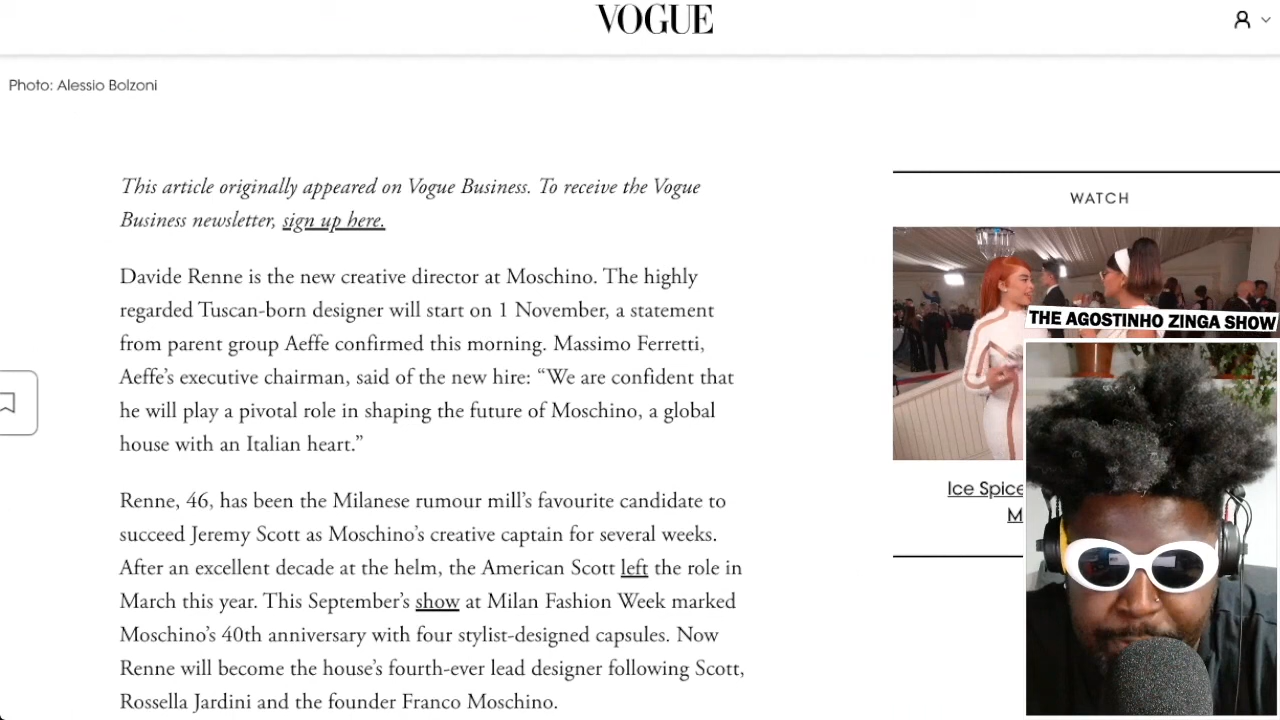 VOGUE
Photo: Alessio Bolzoni
This article originally appeared on Vogue Business. To receive the Vogue
Business newsletter, sign up here.
Davide Renne is the new creative director at Moschino. The highly
regarded Tuscan-born designer will start on 1 November, a statement
from parent group Aeffe confirmed this morning. Massimo Ferretti,
Aeffe’s executive chairman, said of the new hire: “We are confident that
he will play a pivotal role in shaping the future of Moschino, a global
house with an Italian heart.”
Renne, 46, has been the Milanese rumour mill’s favourite candidate to
succeed Jeremy Scott as Moschino’s creative captain for several weeks.
After an excellent decade at the helm, the American Scott left the role in
March this year. This September’s show at Milan Fashion Week marked
Moschino’s 40th anniversary with four stylist-designed capsules. Now
Renne will become the house’s fourth-ever lead designer following Scott,
Rossella Jardini and the founder Franco Moschino.
WATCH
THE AGOSTINHO ZINGA SHOW
Ice Spice
M